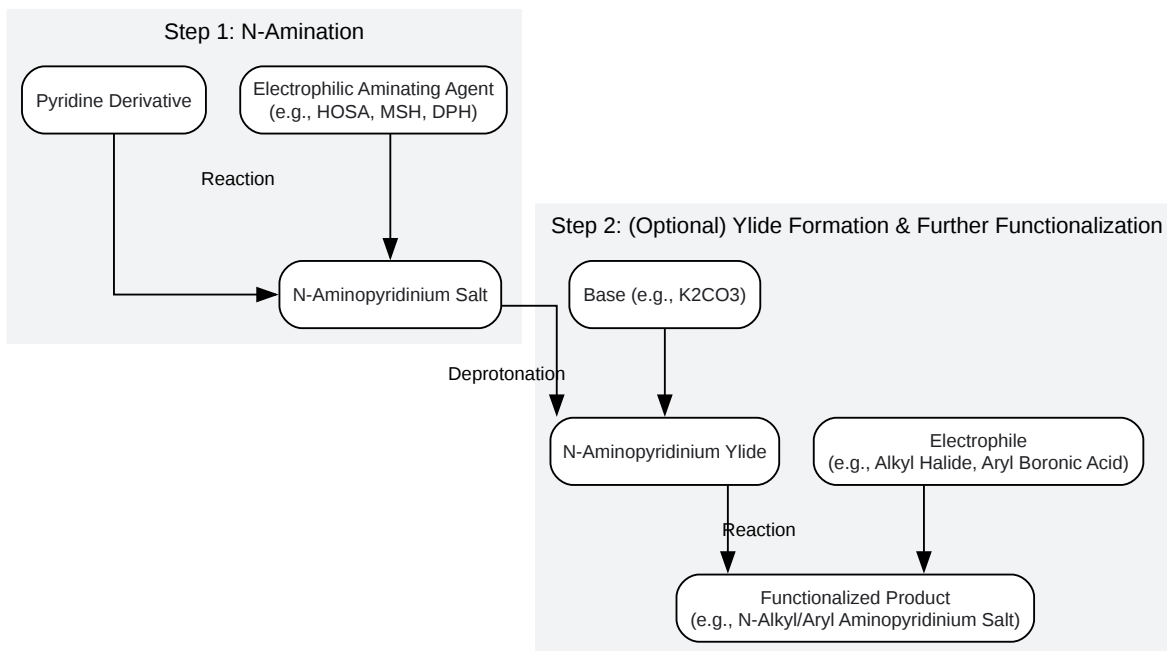 Step 1: N-Amination
Pyridine Derivative
Electrophilic Aminating Agent
(e.g., HOSA, MSH, DPH)
Reaction
N-Aminopyridinium Salt
Step 2: (Optional) Ylide Formation & Further Functionalization
Base (e.g., K2CO3)
Deprotonation
N-Aminopyridinium Ylide
Electrophile
(e.g., Alkyl Halide, Aryl Boronic Acid)
Reaction
Functionalized Product
(e.g., N-Alkyl/Aryl Aminopyridinium Salt)